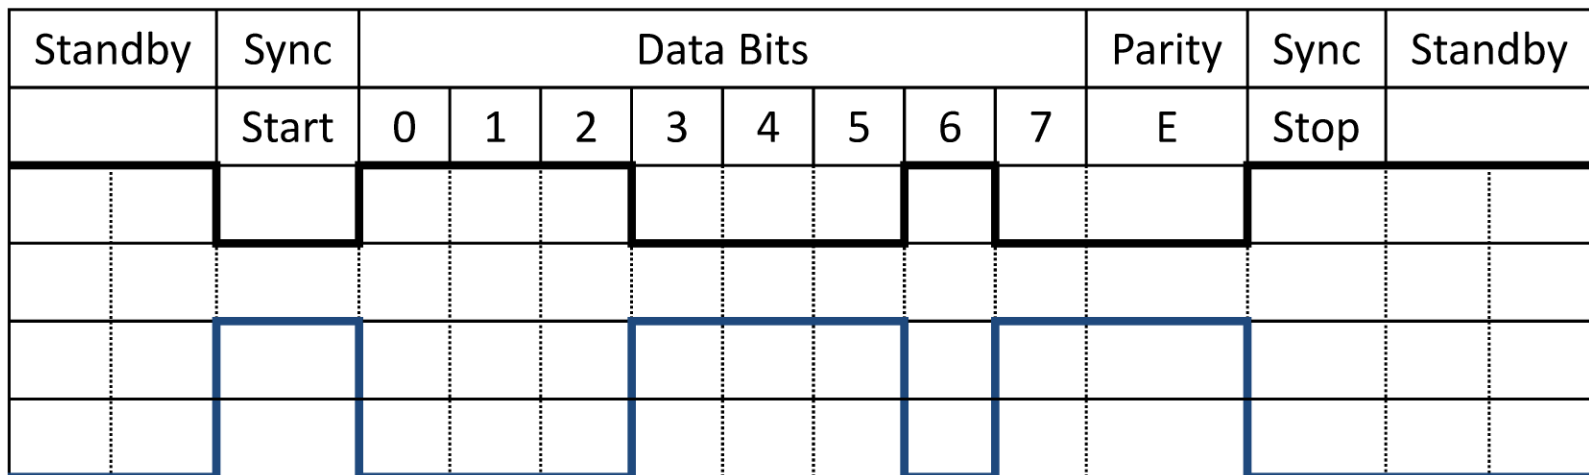 Standby Sync Data Bits Parity Sync Standby
Start 0 1 2 3 4 5 6 7 E Stop